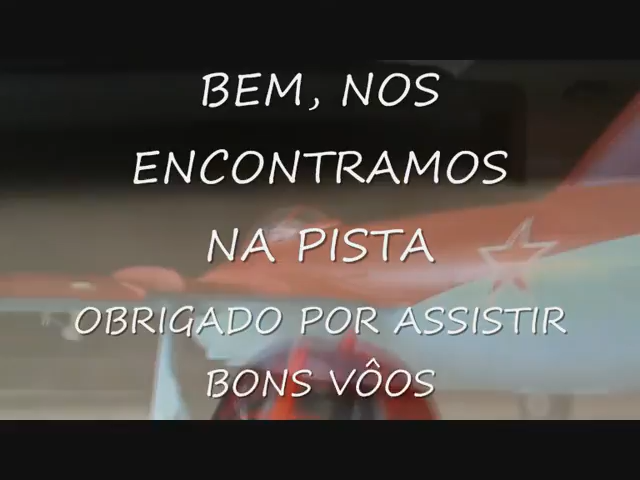 BEM, NOS
ENCONTRAMOS
NA PISTA
OBRIGADO POR ASSISTIR
BONS VÔOS